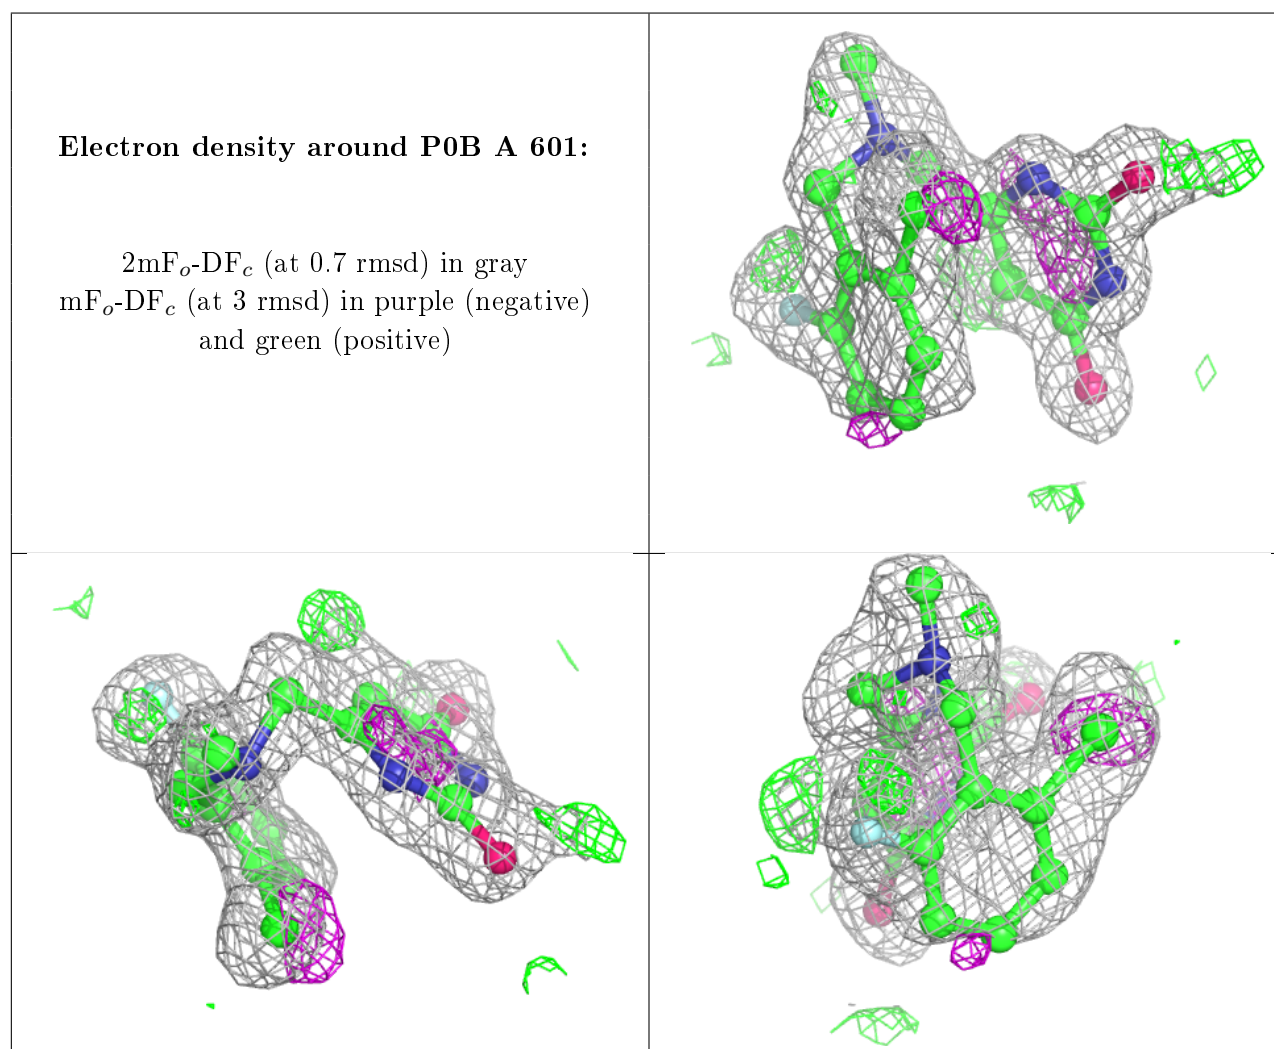 Electron density around P0B A 601:
2mFo-DFc (at 0.7 rmsd) in gray
mFo-DFc (at 3 rmsd) in purple (negative)
and green (positive)